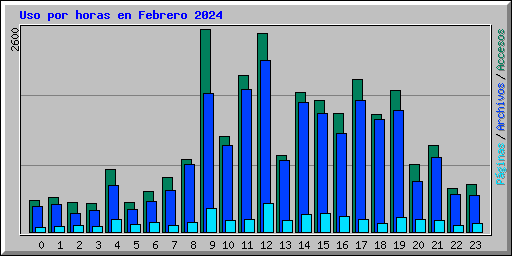 Uso por horas en Febrero 2024
2600
Páginas / Archivos / Accesos
0 1 2 3 4 5 6 7 8 9 10 11 12 13 14 15 16 17 18 19 20 21 22 23